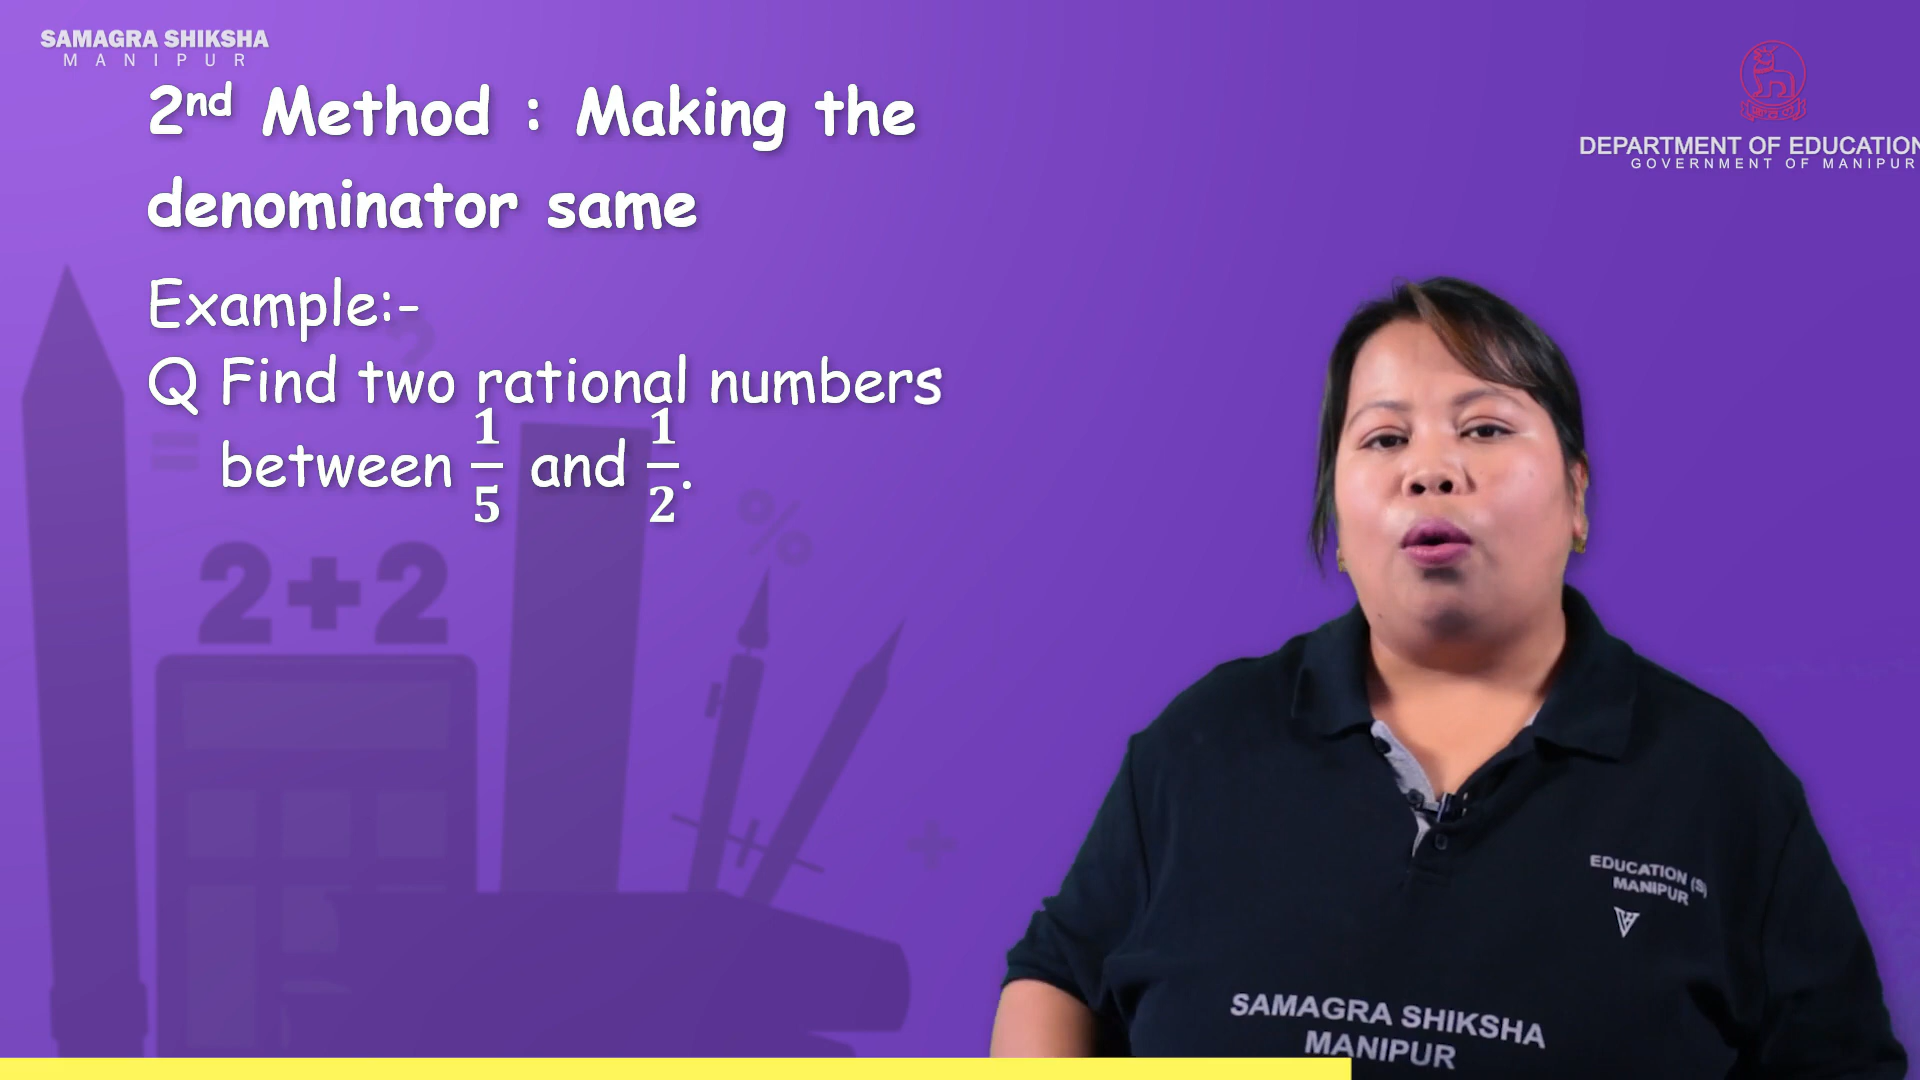 SAMAGRA SHIKSHA
MANIPUR
2nd Method : Making the
denominator same
Example:-
Q Find two rational numbers
between 1/5 and 1/2.
2+2
%
DEPARTMENT OF EDUCATION
GOVERNMENT OF MANIPUR
EDUCATION (S)
MANIPUR
SAMAGRA SHIKSHA
MANIPUR